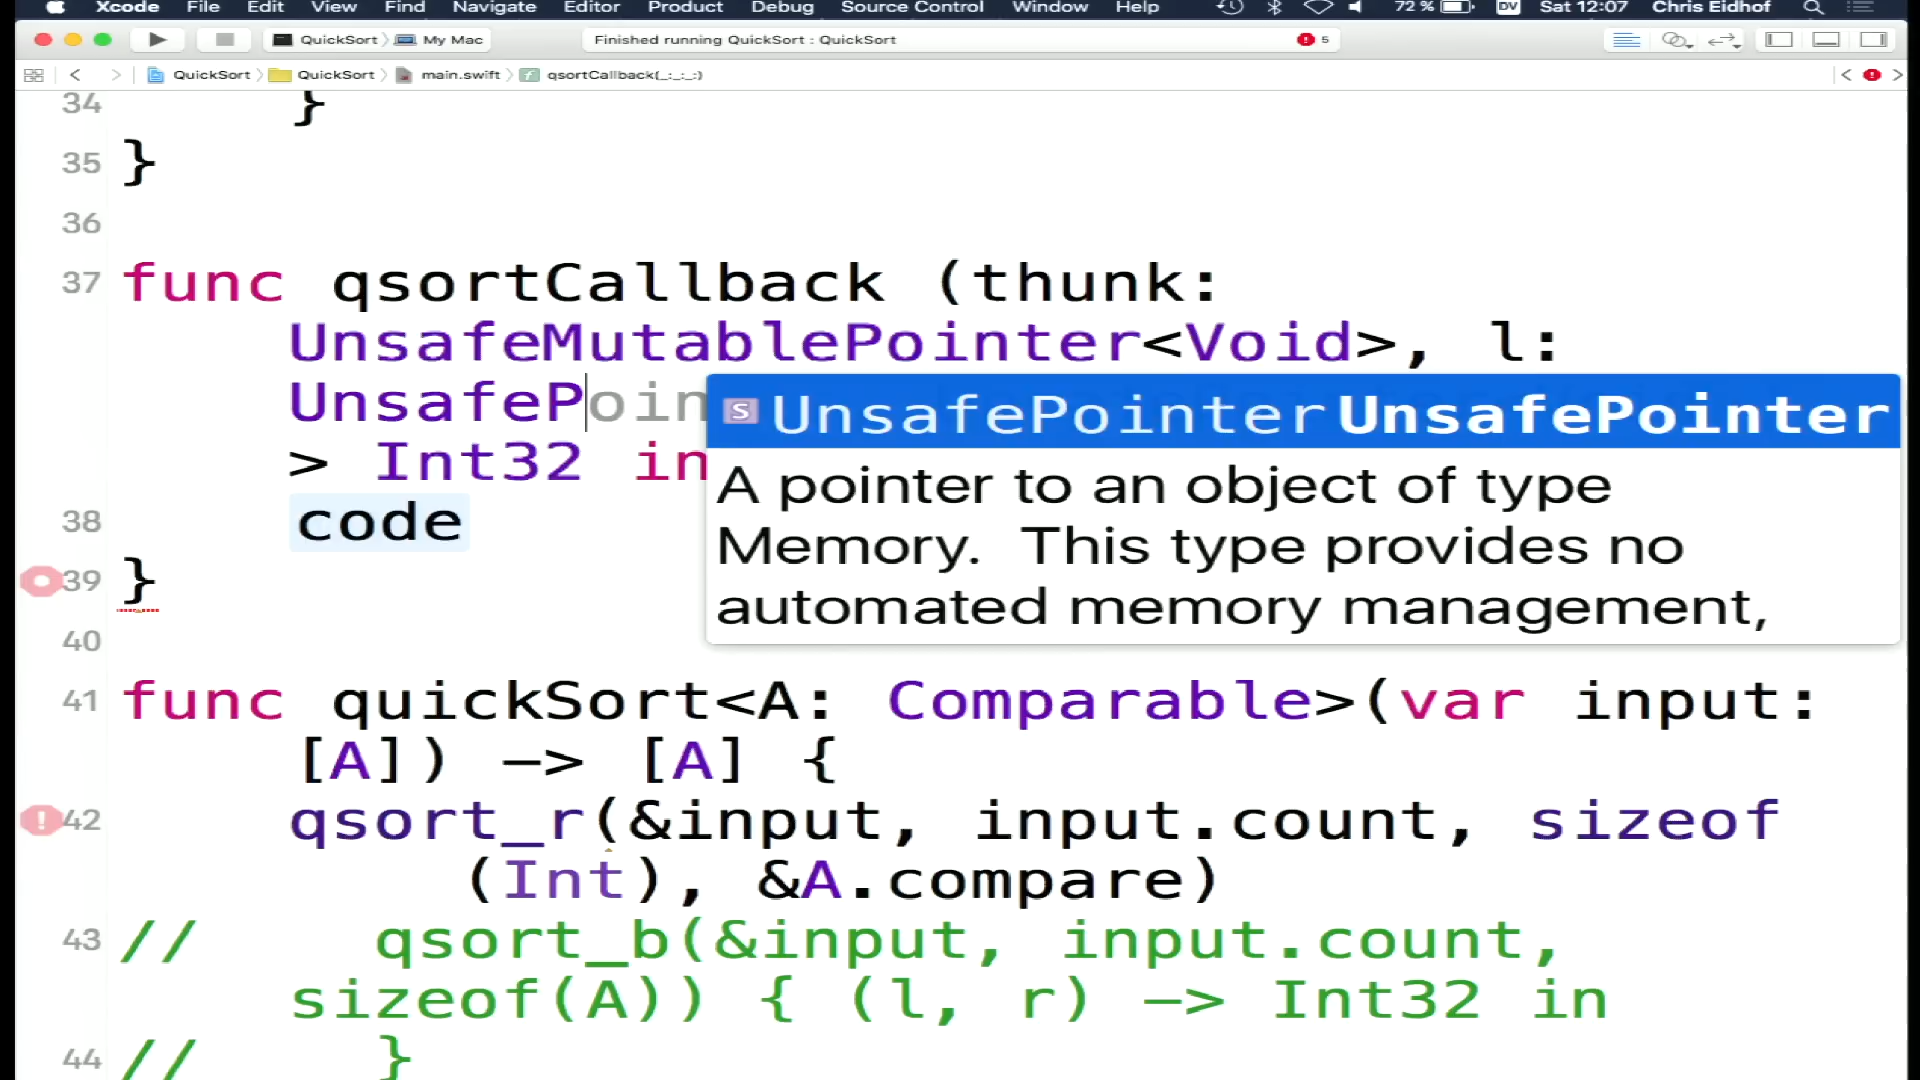 Xcode File Edit View Find Navigate Editor Product Debug Source Control Window Help 72 % DV Sat 12:07 Chris Eidhof
QuickSort My Mac Finished running QuickSort : QuickSort 5
QuickSort QuickSort main.swift qsortCallback(_:_:_:)
34 }
35 }
36
37 func qsortCallback (thunk:
UnsafeMutablePointer<Void>, l:
UnsafePoin
S UnsafePointer UnsafePointer
> Int32 in
A pointer to an object of type
38 code
Memory. This type provides no
39 }
automated memory management,
40
41 func quickSort<A: Comparable>(var input:
[A]) -> [A] {
42 qsort_r(&input, input.count, sizeof
(Int), &A.compare)
43 // qsort_b(&input, input.count,
sizeof(A)) { (l, r) -> Int32 in
44 // }